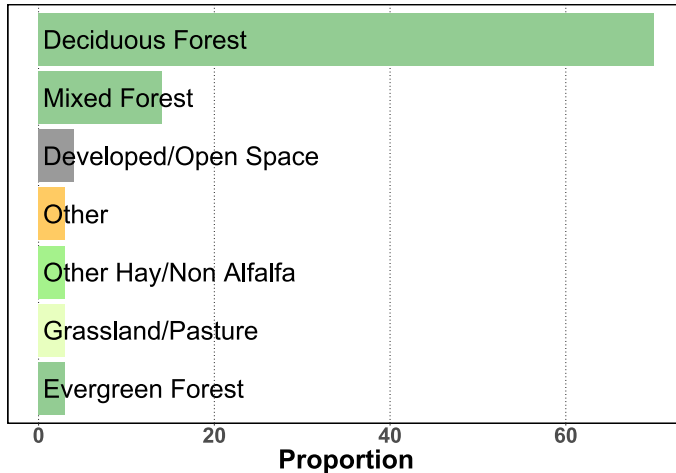 Deciduous Forest
Mixed Forest
Developed/Open Space
Other
Other Hay/Non Alfalfa
Grassland/Pasture
Evergreen Forest
0 20 40 60
Proportion